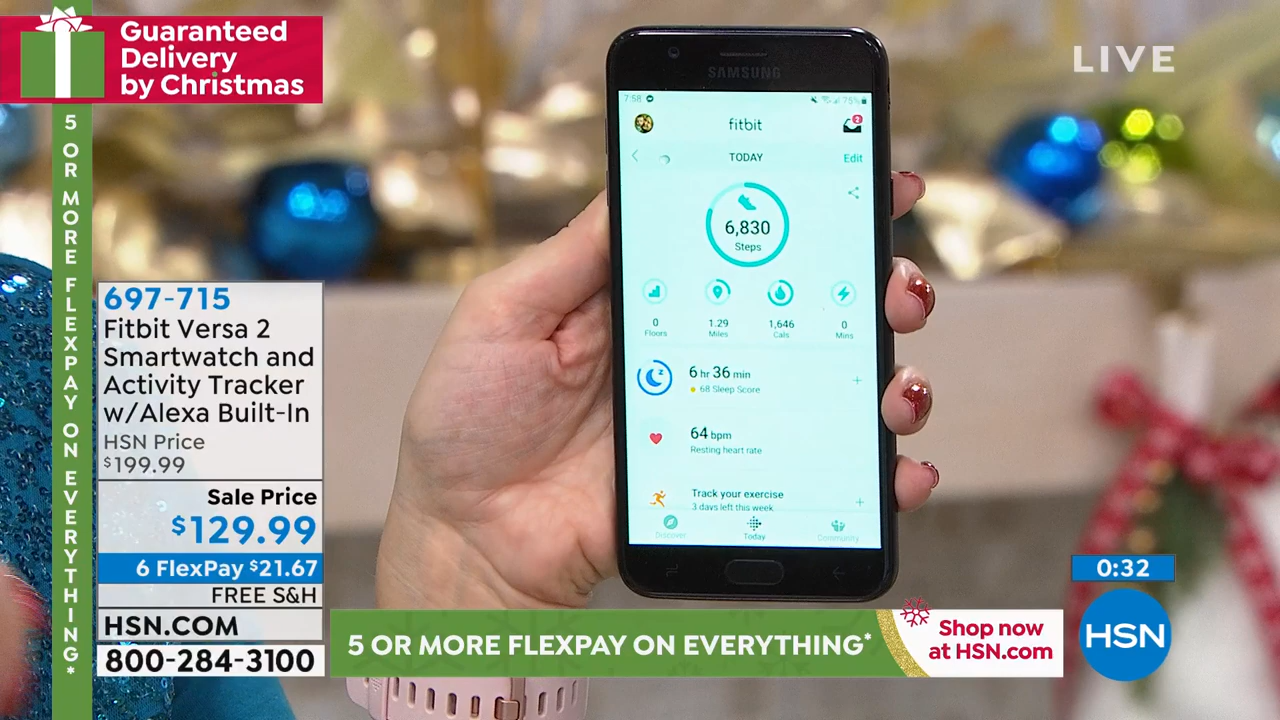 Guaranteed
Delivery
by Christmas
5 OR MORE FLEXPAY ON EVERYTHING*
LIVE
697-715
Fitbit Versa 2
Smartwatch and
Activity Tracker
w/Alexa Built-In
HSN Price
$199.99
Sale Price
$129.99
6 FlexPay $21.67
FREE S&H
HSN.COM
800-284-3100
SAMSUNG
7:58
75%
fitbit
2
TODAY
Edit
6,830
Steps
0
1.29
1,646
0
Floors
Miles
Cals
Mins
6 hr 36 min
68 Sleep Score
64 bpm
Resting heart rate
Track your exercise
3 days left this week
Discover
Today
Community
0:32
HSN
5 OR MORE FLEXPAY ON EVERYTHING*
Shop now
at HSN.com